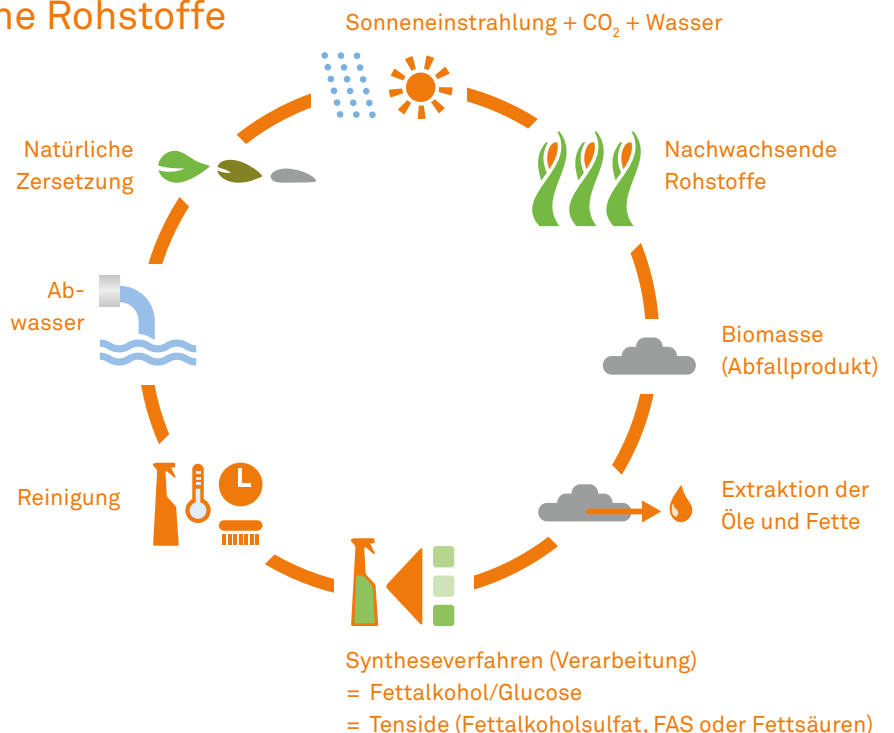 ne Rohstoffe
Sonneneinstrahlung + CO₂ + Wasser
Natürliche
Zersetzung
Nachwachsende
Rohstoffe
Ab-
wasser
Biomasse
(Abfallprodukt)
Reinigung
Extraktion der
Öle und Fette
Syntheseverfahren (Verarbeitung)
= Fettalkohol/Glucose
= Tenside (Fettalkoholsulfat, FAS oder Fettsäuren)